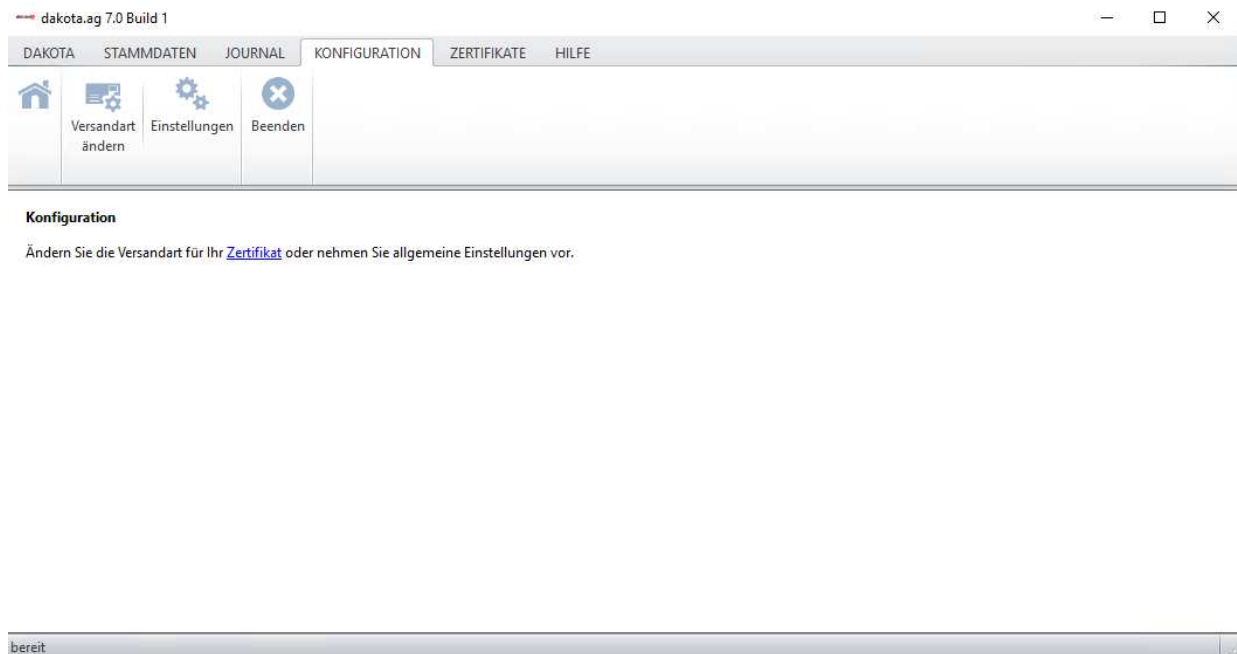 dakota.ag 7.0 Build 1
DAKOTA STAMMDATEN JOURNAL KONFIGURATION ZERTIFIKATE HILFE
Versandart ändern Einstellungen Beenden
Konfiguration
Ändern Sie die Versandart für Ihr Zertifikat oder nehmen Sie allgemeine Einstellungen vor.
bereit